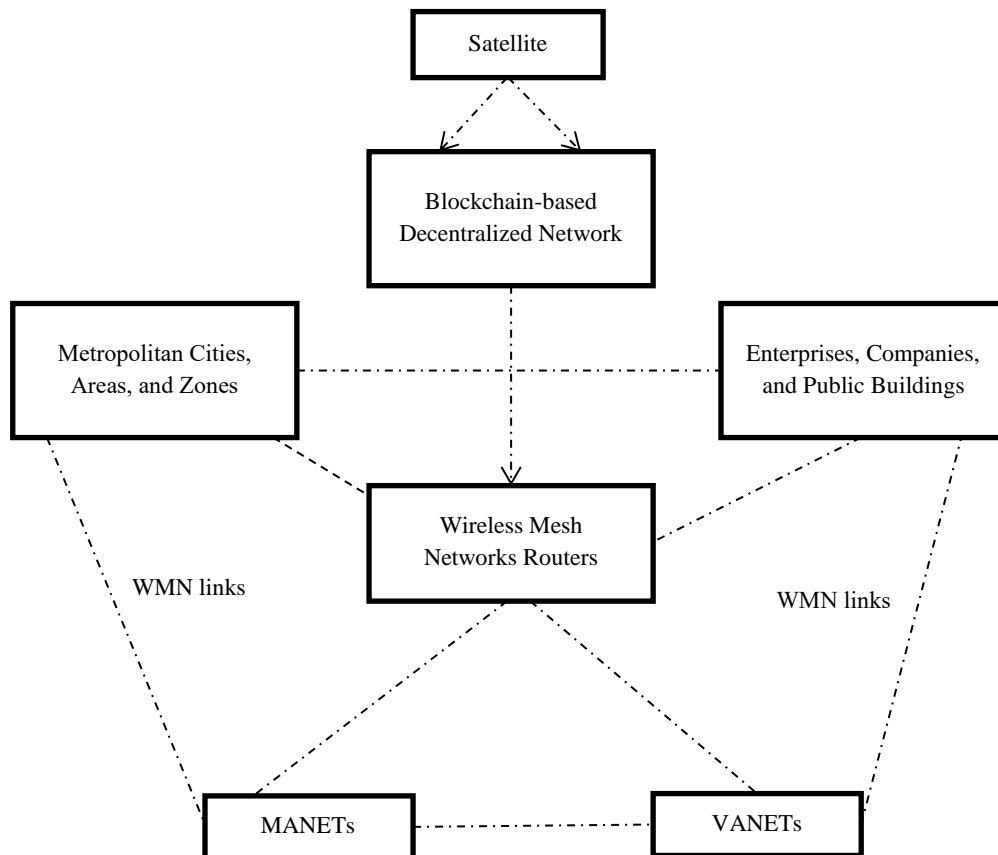 Satellite
Blockchain-based
Decentralized Network
Metropolitan Cities,
Areas, and Zones
Enterprises, Companies,
and Public Buildings
Wireless Mesh
Networks Routers
WMN links
WMN links
MANETs
VANETs